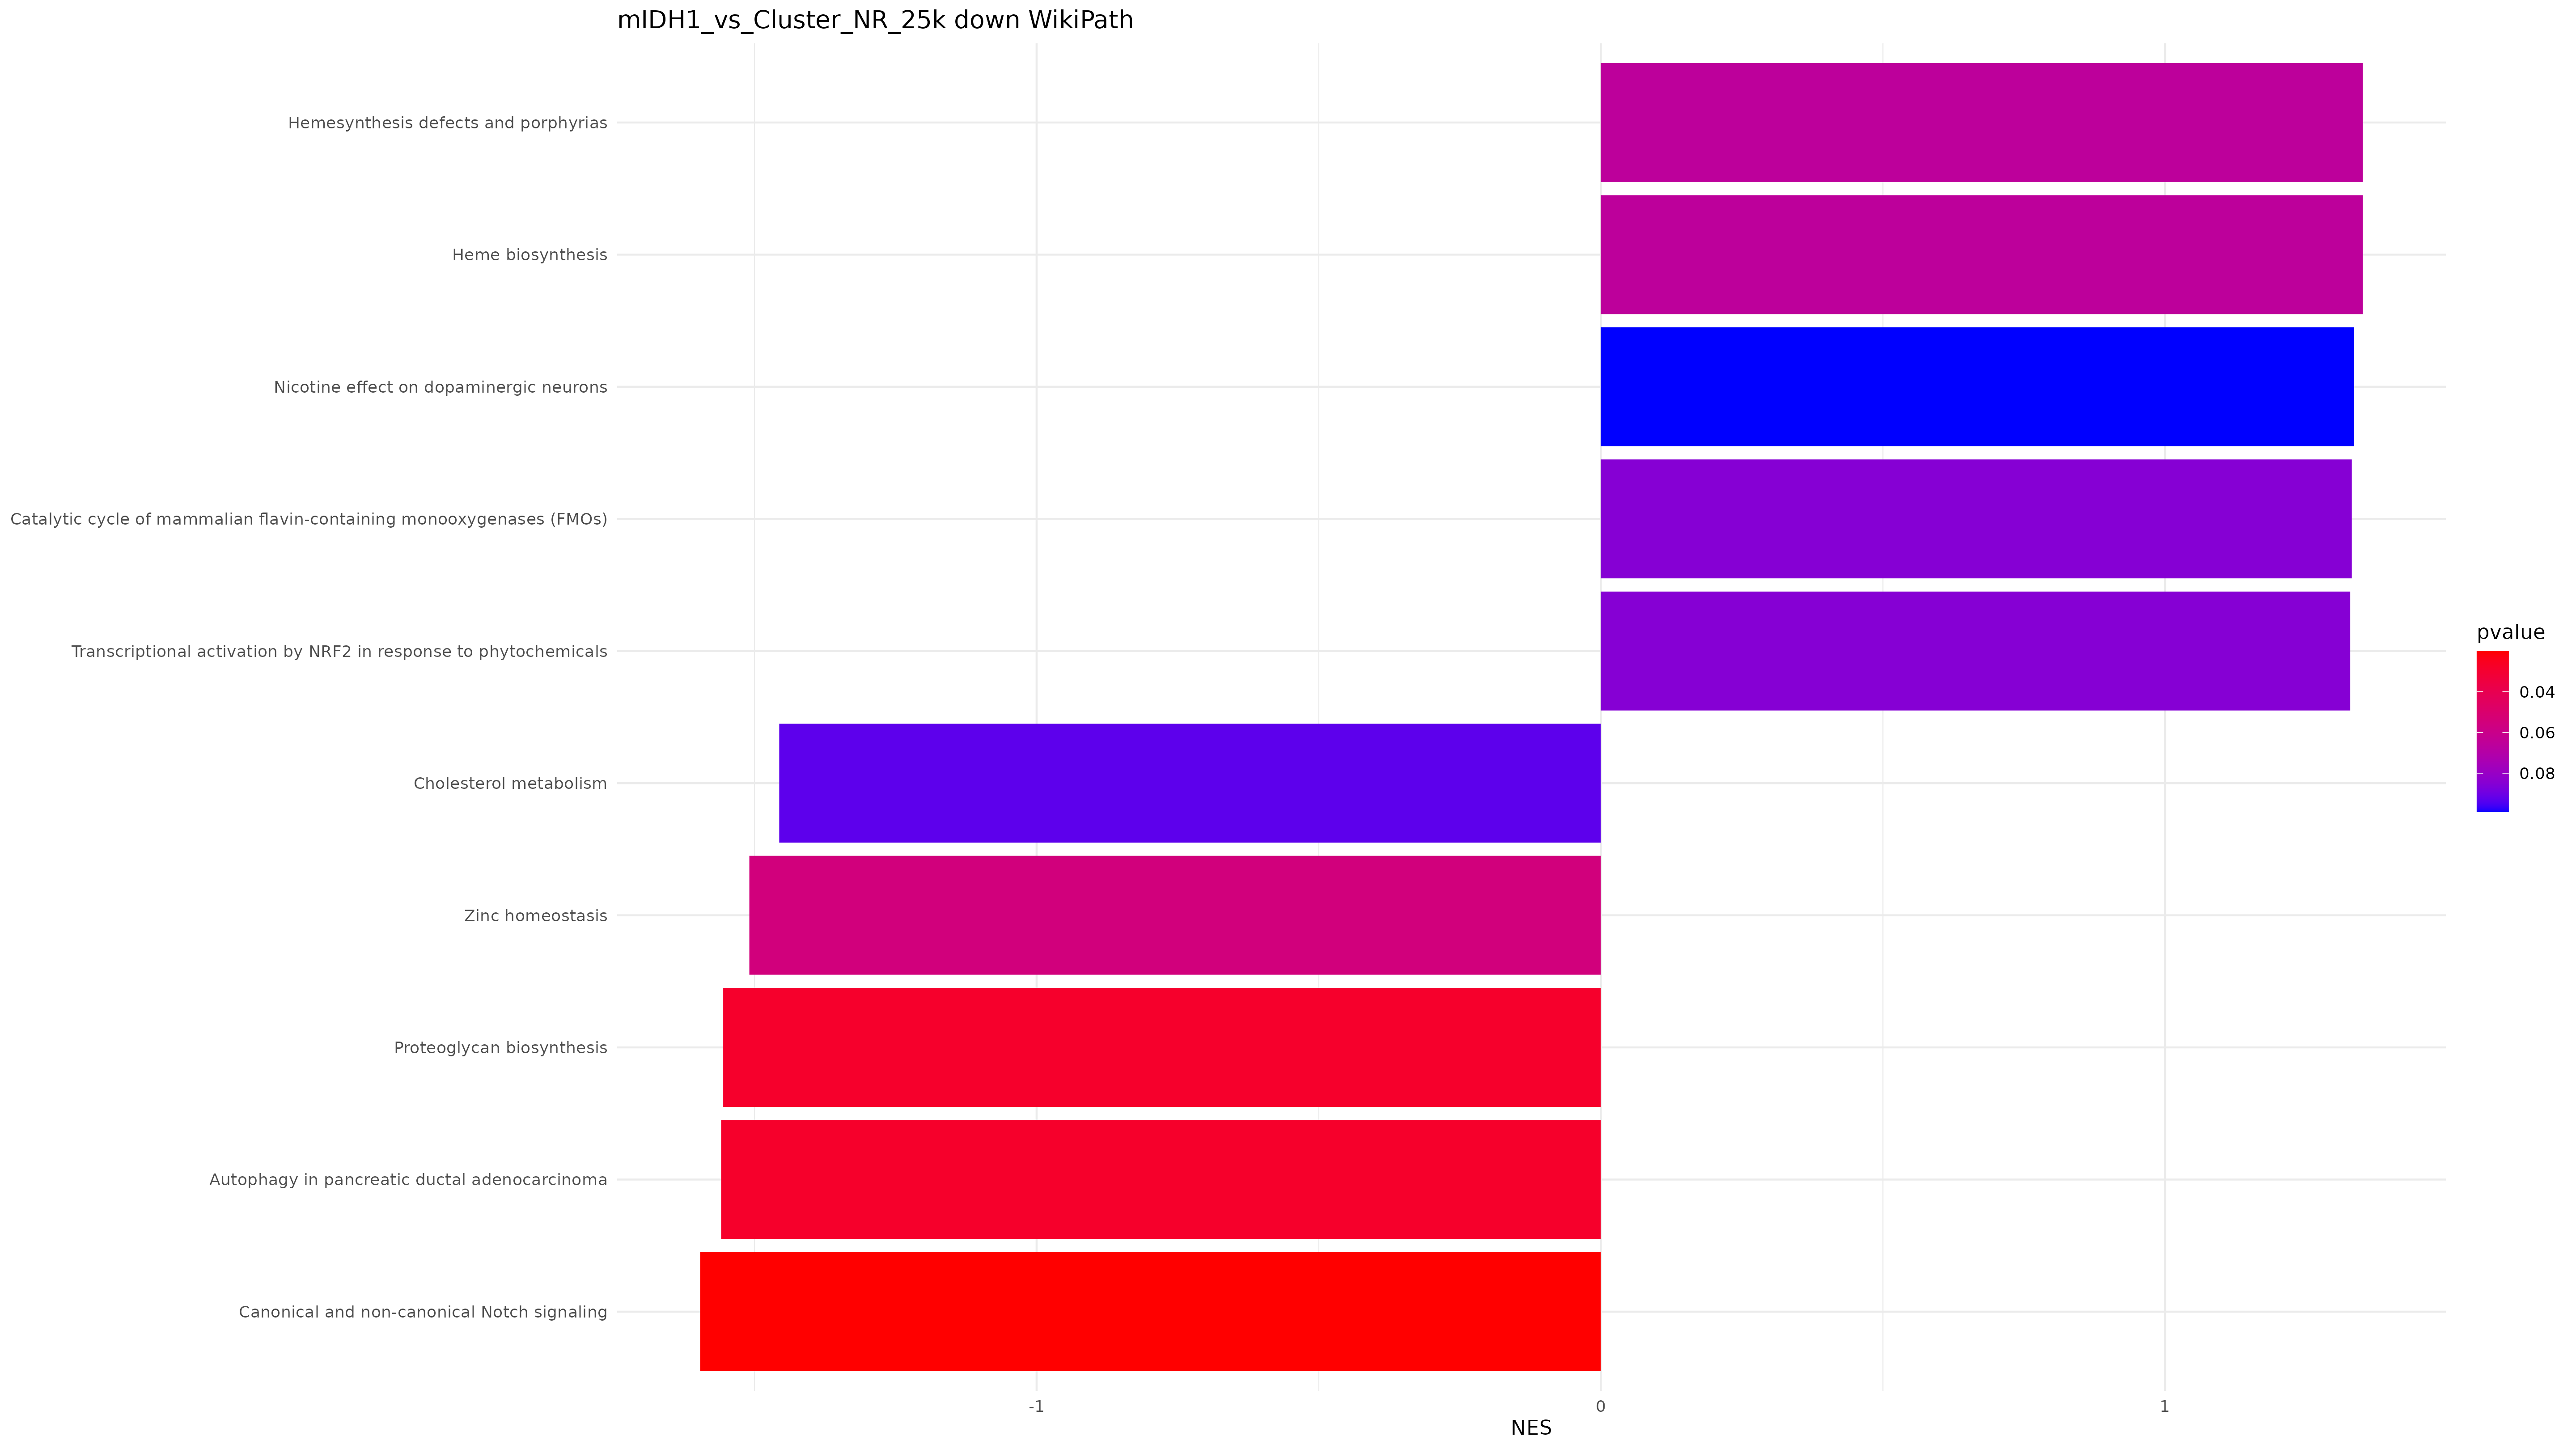 mIDH1_vs_Cluster_NR_25k down WikiPath
Hemesynthesis defects and porphyrias
Heme biosynthesis
Nicotine effect on dopaminergic neurons
Catalytic cycle of mammalian flavin-containing monooxygenases (FMOs)
Transcriptional activation by NRF2 in response to phytochemicals
Cholesterol metabolism
Zinc homeostasis
Proteoglycan biosynthesis
Autophagy in pancreatic ductal adenocarcinoma
Canonical and non-canonical Notch signaling
-1
0
1
NES
pvalue
0.04
0.06
0.08